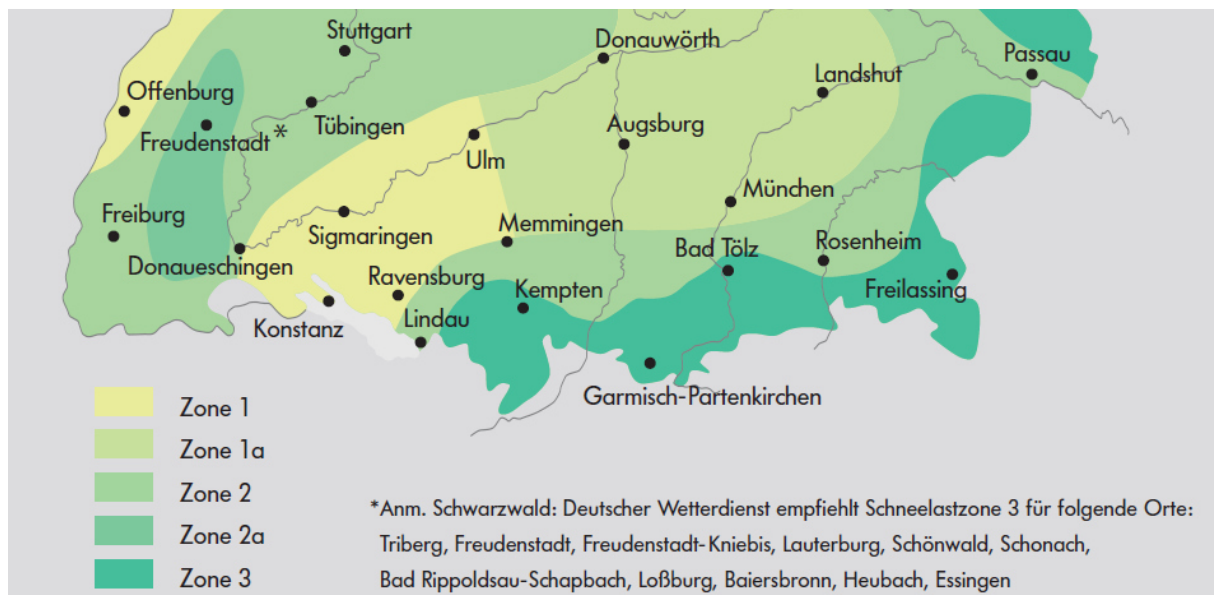 Stuttgart
Donauwörth
Passau
Landshut
Offenburg
Tübingen
Augsburg
Freudenstadt *
Ulm
München
Freiburg
Sigmaringen
Memmingen
Bad Tölz
Rosenheim
Donaueschingen
Ravensburg
Kempten
Freilassing
Konstanz
Lindau
Garmisch-Partenkirchen
Zone 1
Zone 1a
Zone 2
Zone 2a
Zone 3
*Anm. Schwarzwald: Deutscher Wetterdienst empfiehlt Schneelastzone 3 für folgende Orte:
Triberg, Freudenstadt, Freudenstadt-Kniebis, Lauterburg, Schönwald, Schonach,
Bad Rippoldsau-Schapbach, Loßburg, Baiersbronn, Heubach, Essingen